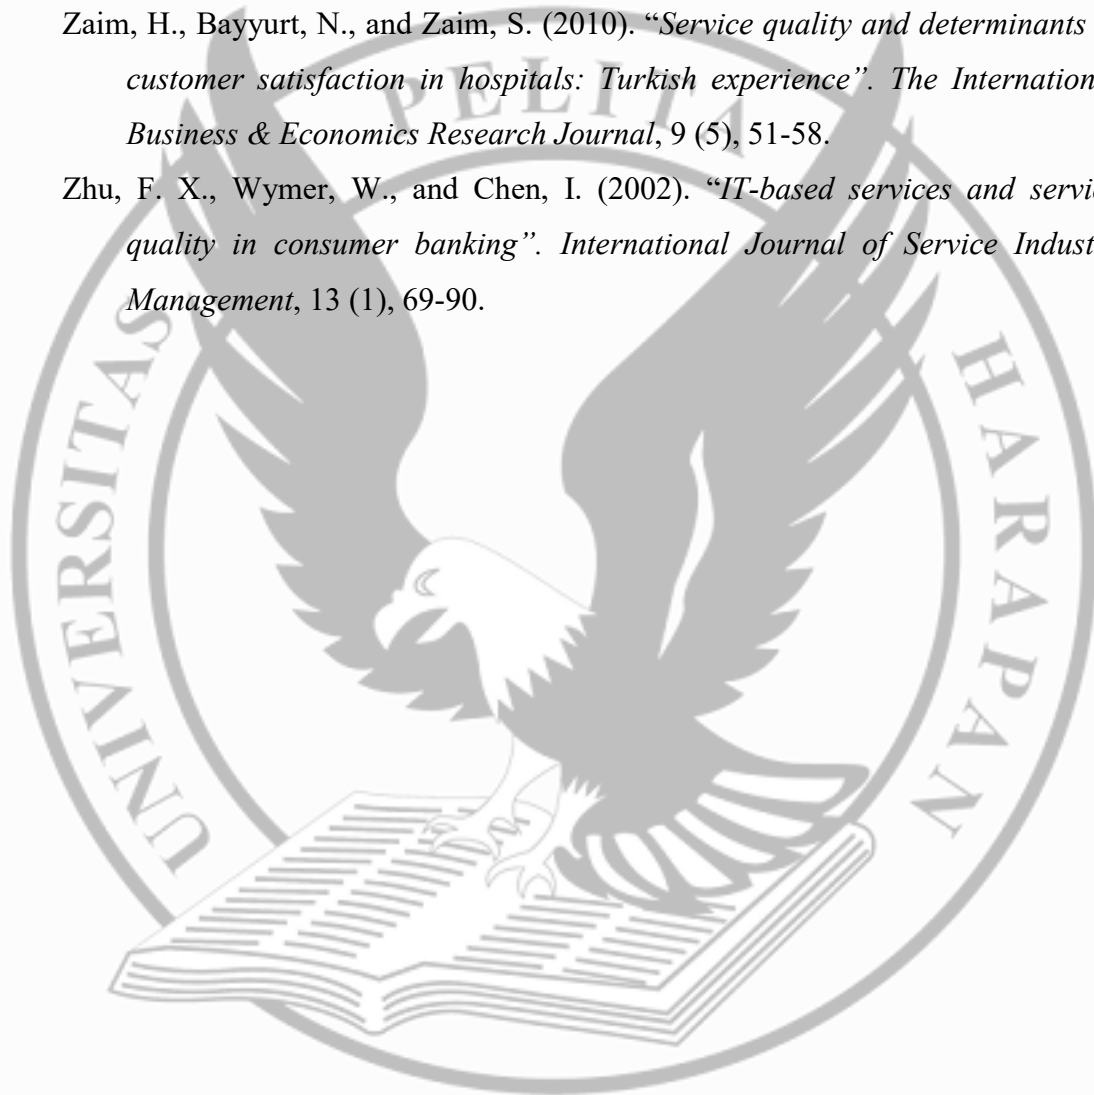 Zaim, H., Bayyurt, N., and Zaim, S. (2010). “Service quality and determinants
customer satisfaction in hospitals: Turkish experience”. The Internation
Business & Economics Research Journal, 9 (5), 51-58.
Zhu, F. X., Wymer, W., and Chen, I. (2002). “IT-based services and servic
quality in consumer banking”. International Journal of Service Indust
Management, 13 (1), 69-90.
UNIVERSITAS
PELITA
HARAPAN